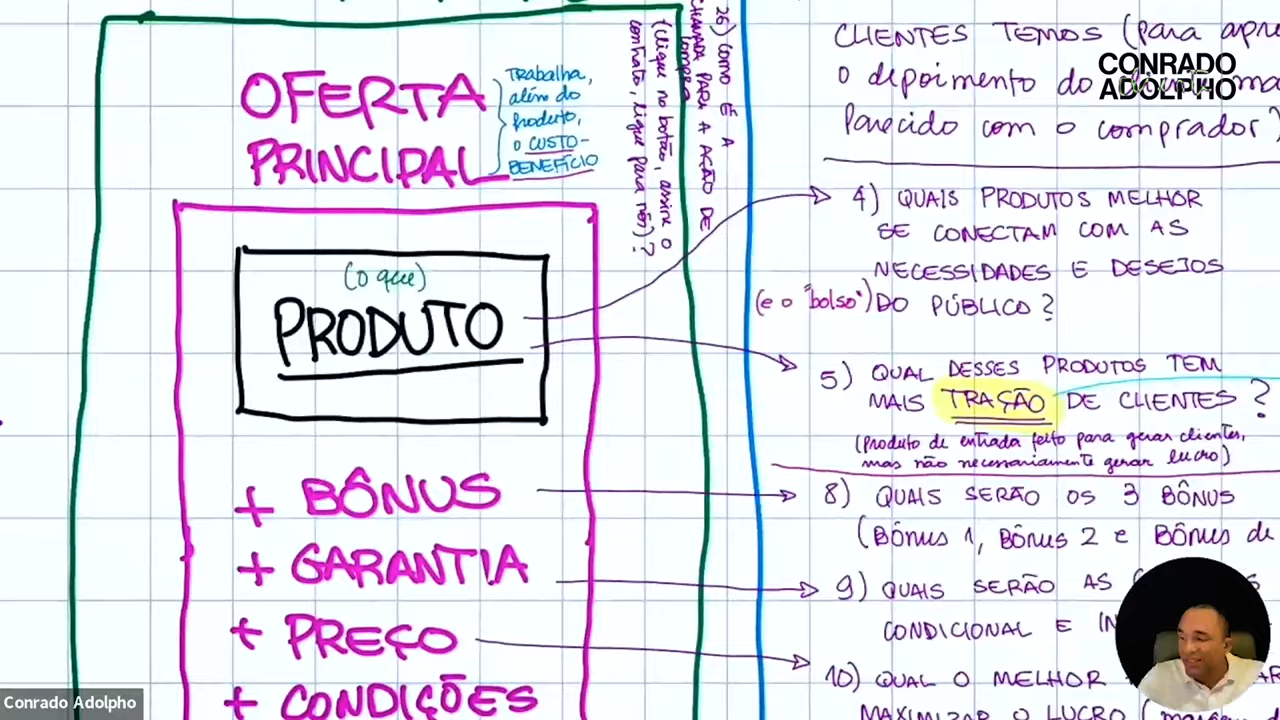 OFERTA
PRINCIPAL
Trabalha,
além do
produto,
o CUSTO-
BENEFÍCIO
(o que)
PRODUTO
+ BÔNUS
+ GARANTIA
+ PREÇO
+ CONDIÇÕES
26) COMO É A
CHAMADA PARA A AÇÃO DE
COMPRA
(clique no botão, assine o
contrato, ligue para nós)?
CLIENTES TEMOS (para apre
o depoimento do cliente ma
Parecido com o comprador?
CONRADO
ADOLPHO
4) QUAIS PRODUTOS MELHOR
SE CONECTAM COM AS
NECESSIDADES E DESEJOS
(e o "bolso") DO PÚBLICO?
5) QUAL DESSES PRODUTOS TEM
MAIS TRAÇÃO DE CLIENTES?
(Produto de entrada feito para gerar clientes,
mas não necessariamente gerar lucro)
8) QUAIS SERÃO OS 3 BÔNUS
(Bônus 1, Bônus 2 e Bônus de
9) QUAIS SERÃO AS
CONDICIONAL E IN
10) QUAL O MELHOR
MAXIMIZAR O LUCRO
Conrado Adolpho